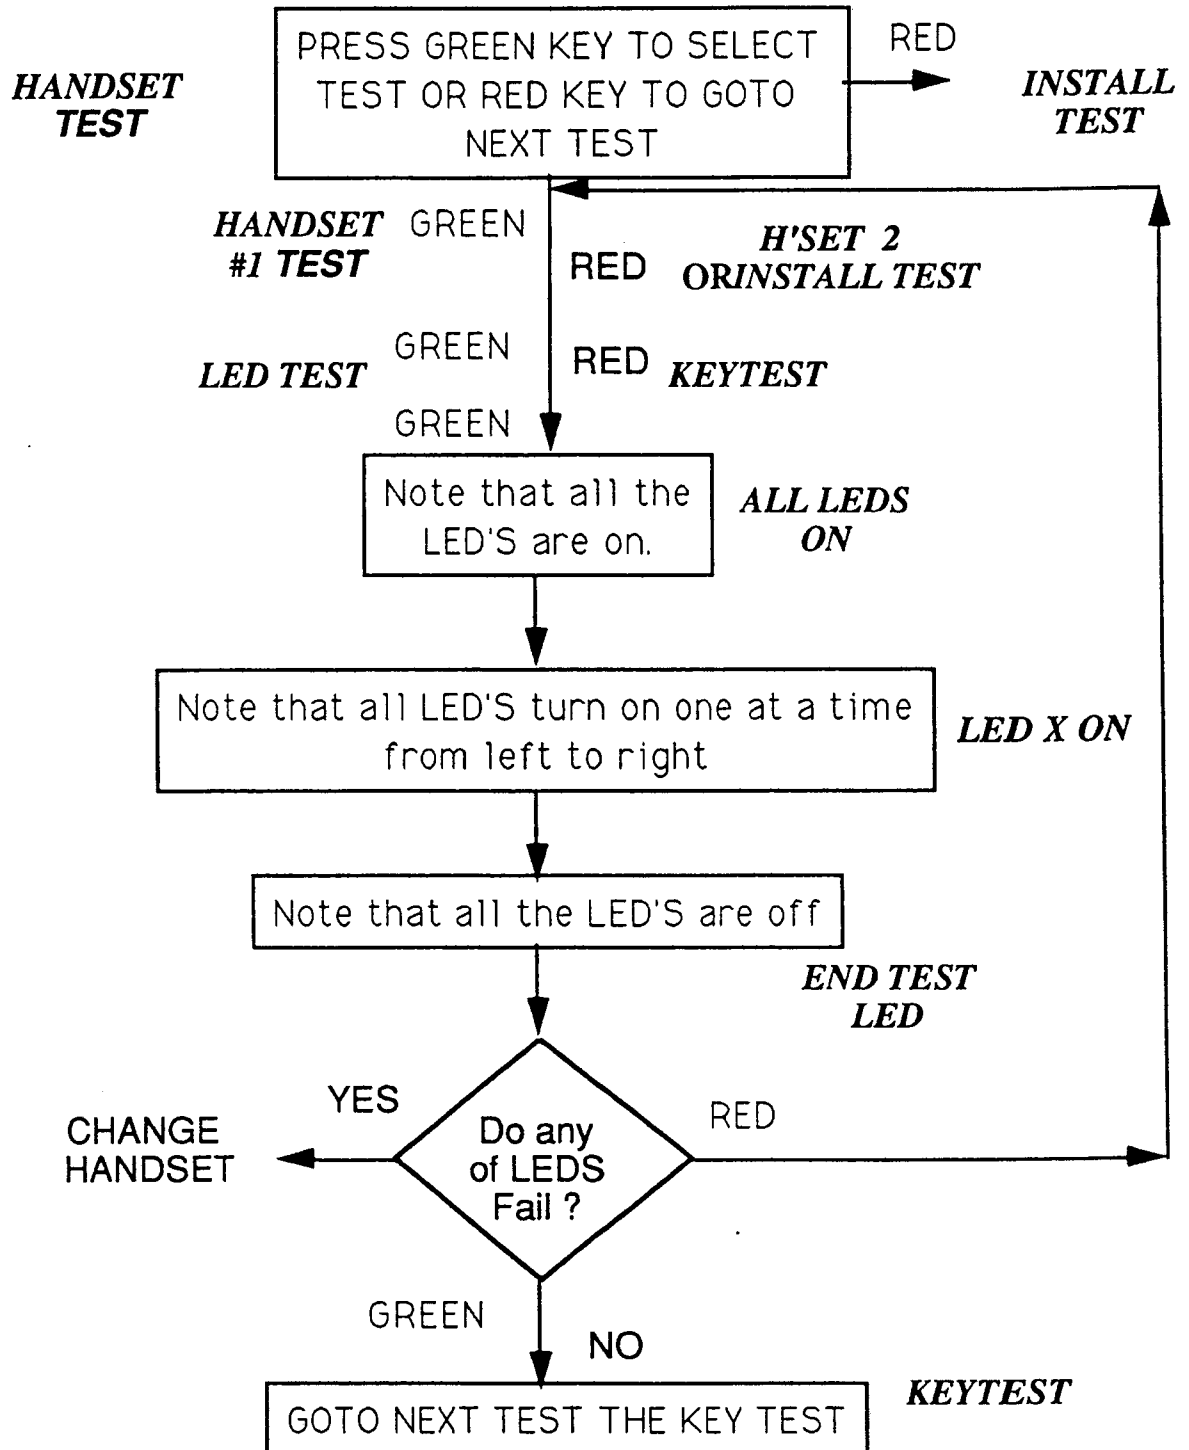 PRESS GREEN KEY TO SELECT
TEST OR RED KEY TO GOTO
NEXT TEST
HANDSET
TEST
RED
INSTALL
TEST
HANDSET
#1 TEST
GREEN
RED
H'SET 2
ORINSTALL TEST
LED TEST
GREEN
RED
KEYTEST
GREEN
Note that all the
LED'S are on.
ALL LEDS
ON
Note that all LED'S turn on one at a time
from left to right
LED X ON
Note that all the LED'S are off
END TEST
LED
YES
CHANGE
HANDSET
Do any
of LEDS
Fail ?
RED
GREEN
NO
KEYTEST
GOTO NEXT TEST THE KEY TEST